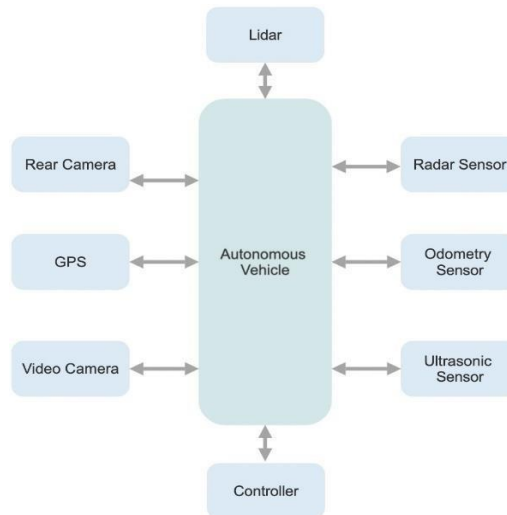 Lidar
Rear Camera
Radar Sensor
GPS
Autonomous
Vehicle
Odometry
Sensor
Video Camera
Ultrasonic
Sensor
Controller